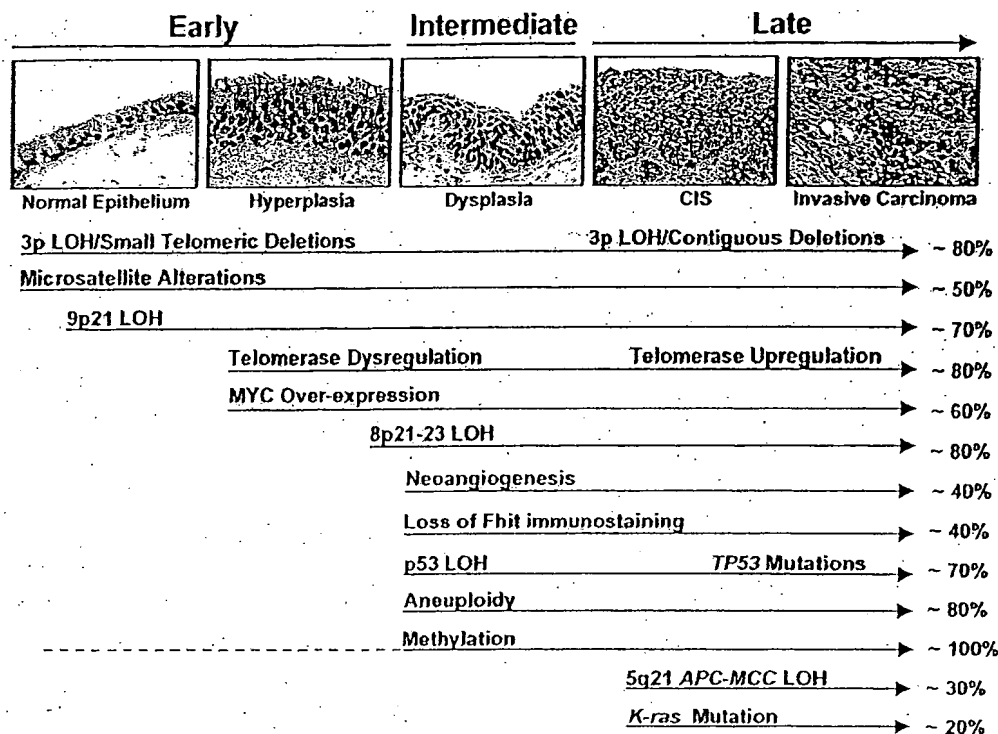 Early Intermediate Late
Normal Epithelium Hyperplasia Dysplasia CIS Invasive Carcinoma
3p LOH/Small Telomeric Deletions 3p LOH/Contiguous Deletions ~ 80%
Microsatellite Alterations ~ 50%
9p21 LOH ~ 70%
Telomerase Dysregulation Telomerase Upregulation ~ 80%
MYC Over-expression ~ 60%
8p21-23 LOH ~ 80%
Neoangiogenesis ~ 40%
Loss of Fhit immunostaining ~ 40%
p53 LOH TP53 Mutations ~ 70%
Aneuploidy ~ 80%
Methylation ~ 100%
5q21 APC-MCC LOH ~ 30%
K-ras Mutation ~ 20%